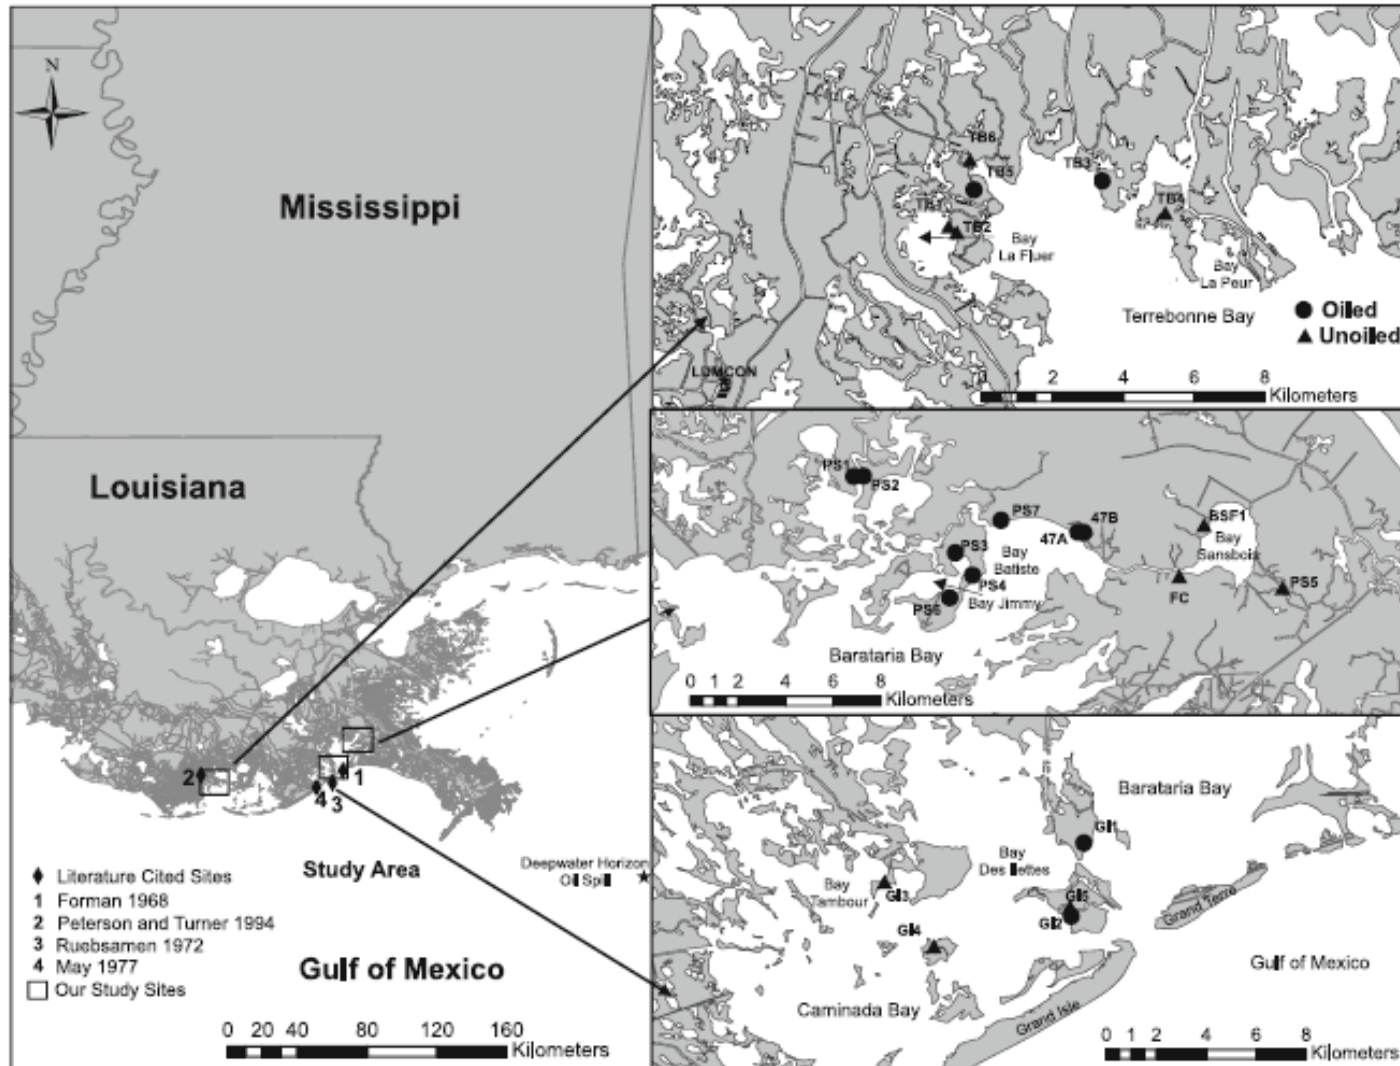 N
Mississippi
Louisiana
2
1
4
3
Study Area
Deepwater Horizon
Oil Spill
Literature Cited Sites
1 Forman 1968
2 Peterson and Turner 1994
3 Ruebsamen 1972
4 May 1977
Our Study Sites
Gulf of Mexico
0 20 40 80 120 160
Kilometers
TB6
TB5
TB3
TB1
TB4
TB2
Bay
La Fluer
Bay
La Peur
Terrebonne Bay
Oiled
Unoiled
LUMCON
0 1 2 4 6 8
Kilometers
PS1
PS2
PS7
47B
47A
BSF1
Bay
Sansbois
PS3
Bay
Batiste
PS4
FC
PS5
PS6
Bay Jimmy
Barataria Bay
0 1 2 4 6 8
Kilometers
Barataria Bay
GI1
Bay
Des Ilettes
Bay
Tambour
GI3
GI5
GI2
GI4
Grand Terre
Gulf of Mexico
Caminada Bay
Grand Isle
0 1 2 4 6 8
Kilometers